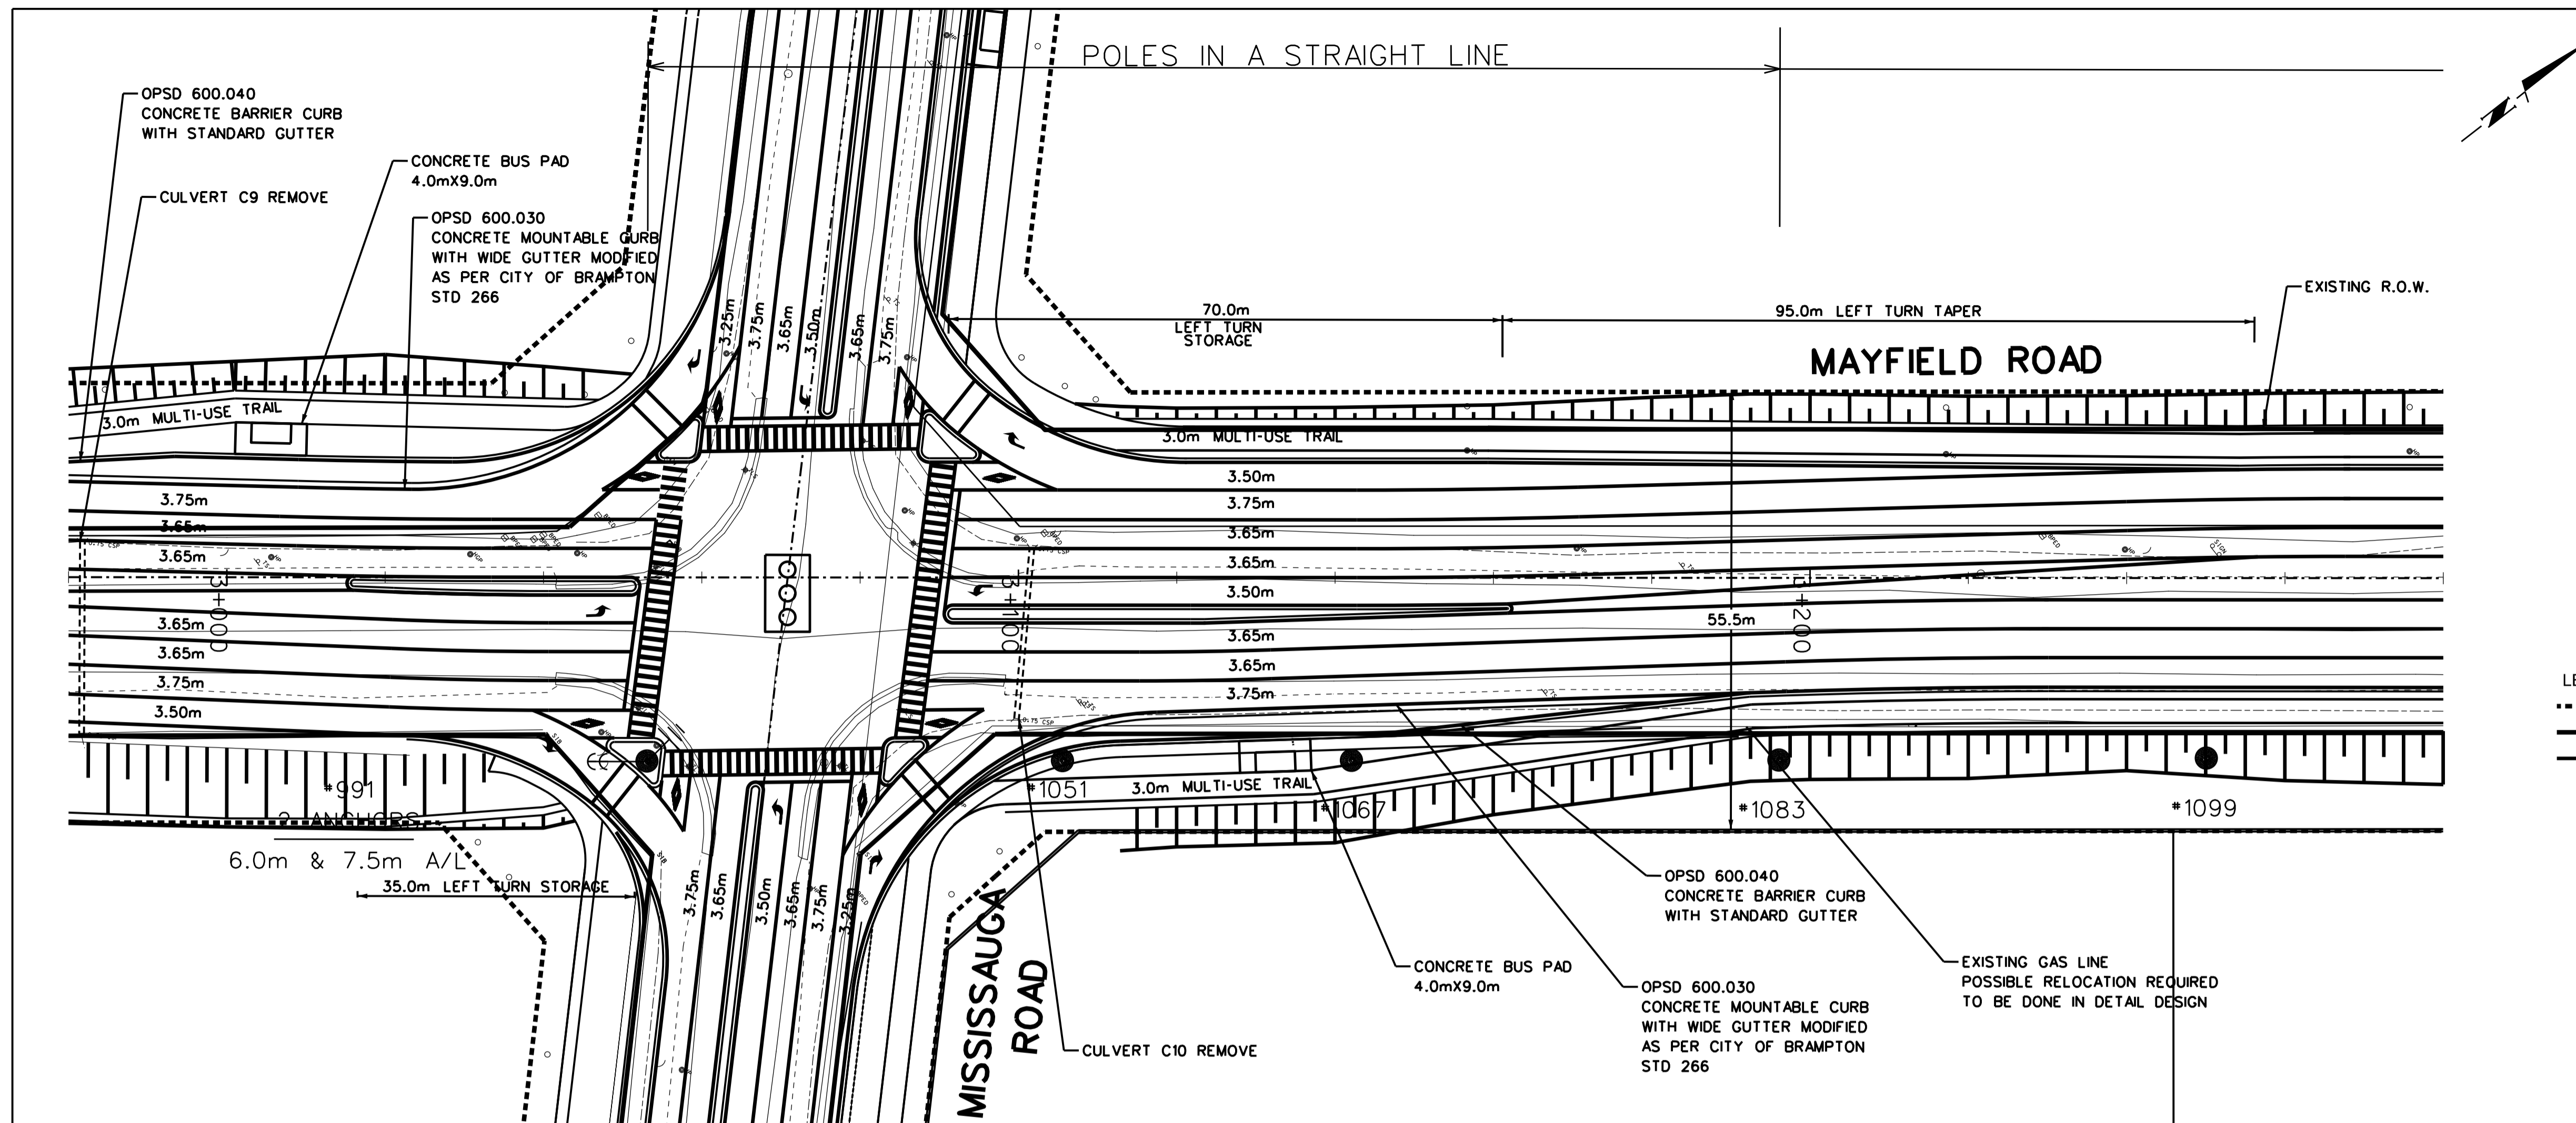 POLES IN A STRAIGHT LINE
N
OPSD 600.040
CONCRETE BARRIER CURB
WITH STANDARD GUTTER
CONCRETE BUS PAD
4.0mX9.0m
CULVERT C9 REMOVE
OPSD 600.030
CONCRETE MOUNTABLE CURB
WITH WIDE GUTTER MODIFIED
AS PER CITY OF BRAMPTON
STD 266
EXISTING R.O.W.
70.0m
LEFT TURN
STORAGE
95.0m LEFT TURN TAPER
MAYFIELD ROAD
3.25m
3.75m
3.65m
3.50m
3.65m
3.75m
3.0m MULTI-USE TRAIL
3.0m MULTI-USE TRAIL
3.75m
3.65m
3.65m
3+000
3.65m
3.65m
3.75m
3.50m
3.50m
3.75m
3.65m
3.65m
3.50m
3+100
3.65m
3.65m
3.75m
55.5m
3+200
LE
#991
2 ANCHORS
6.0m & 7.5m A/L
35.0m LEFT TURN STORAGE
#1051
3.0m MULTI-USE TRAIL
#1067
#1083
#1099
3.75m
3.65m
3.50m
3.65m
3.75m
3.25m
MISSISSAUGA
ROAD
OPSD 600.040
CONCRETE BARRIER CURB
WITH STANDARD GUTTER
CONCRETE BUS PAD
4.0mX9.0m
EXISTING GAS LINE
POSSIBLE RELOCATION REQUIRED
TO BE DONE IN DETAIL DESIGN
OPSD 600.030
CONCRETE MOUNTABLE CURB
WITH WIDE GUTTER MODIFIED
AS PER CITY OF BRAMPTON
STD 266
CULVERT C10 REMOVE